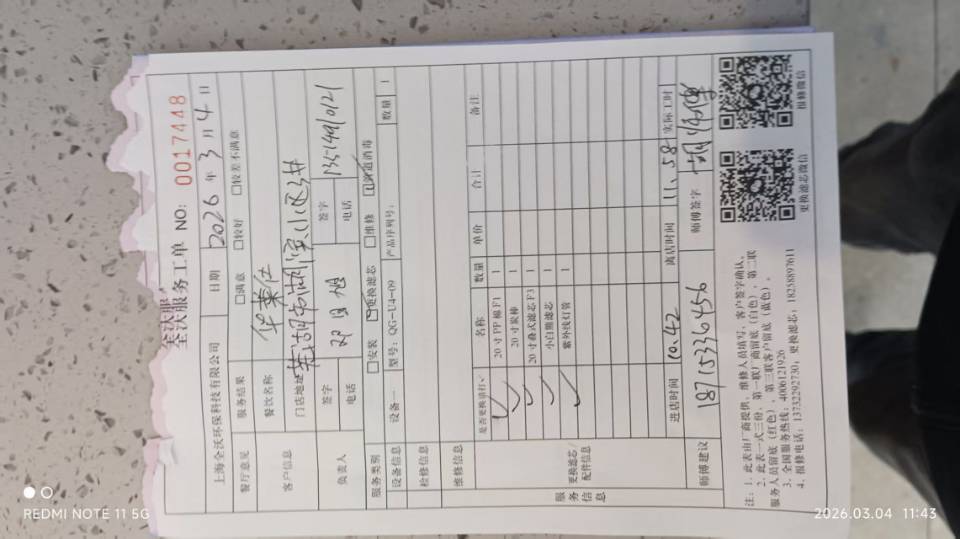 全沃服务工单 NO: 0017448
上海全沃环保科技有限公司 日期 2026 年 3 月 4 日
餐厅意见 服务结果 □满意 □较好 □较差不满意
客户信息 餐饮名称 华莱仕
门店地址 芜湖市
负责人 签字 签字
电话 电话
服务类别 □安装 ☑更换滤芯 □维修 ☑管道消毒
设备信息 设备一 型号: QG-U4-09 产品序列号: 数量 1
检修信息
维修信息
服务信息 更换滤芯配件信息 是否更换请打✓ 名称 数量 单价 合计 备注
✓ 20寸PP棉F1 1
✓ 20寸炭棒 1
✓ 20寸叠式滤芯F3 1
✓ 小白熊滤芯 1
✓ 紫外线灯管 1
进店时间 10.42 离店时间 11.58 实际工时
师傅建议 18715336456 师傅签字
注: 1、此表由厂商提供, 维修人员填写, 客户签字确认。
2、此表一式三份, 第一联厂商留底 (白色), 第二联
服务人员留底 (红色), 第三联客户留底 (黄色)。
3、全国服务热线: 4006121926
4、报修电话: 13732292730; 更换滤芯: 18258897611
更换滤芯微信 报修微信
REDMI NOTE 11 5G
2026.03.04 11:43